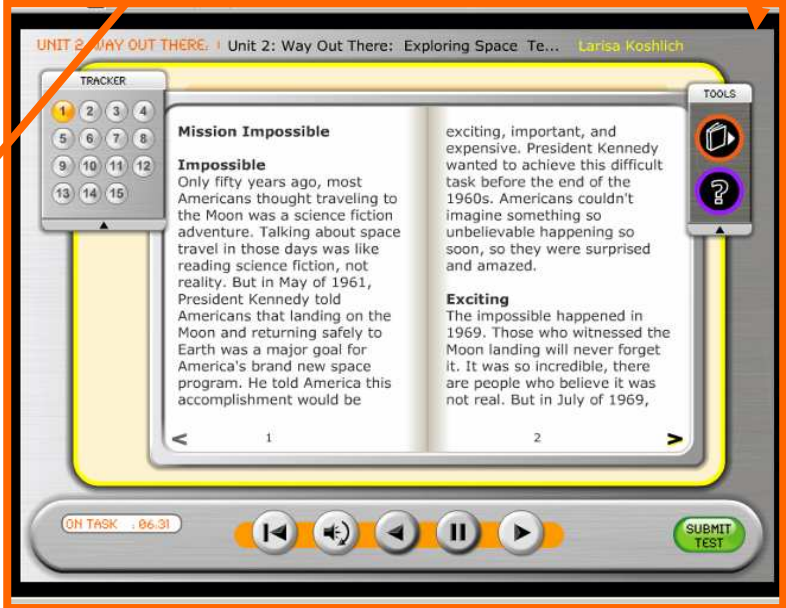 UNIT 2: WAY OUT THERE: Unit 2: Way Out There: Exploring Space Te... Larisa Koshlich
TRACKER
1 2 3 4
5 6 7 8
9 10 11 12
13 14 15
Mission Impossible
Impossible
Only fifty years ago, most
Americans thought traveling to
the Moon was a science fiction
adventure. Talking about space
travel in those days was like
reading science fiction, not
reality. But in May of 1961,
President Kennedy told
Americans that landing on the
Moon and returning safely to
Earth was a major goal for
America's brand new space
program. He told America this
accomplishment would be
< 1
exciting, important, and
expensive. President Kennedy
wanted to achieve this difficult
task before the end of the
1960s. Americans couldn't
imagine something so
unbelievable happening so
soon, so they were surprised
and amazed.
Exciting
The impossible happened in
1969. Those who witnessed the
Moon landing will never forget
it. It was so incredible, there
are people who believe it was
not real. But in July of 1969,
2 >
TOOLS
?
ON TASK : 06:31
SUBMIT
TEST